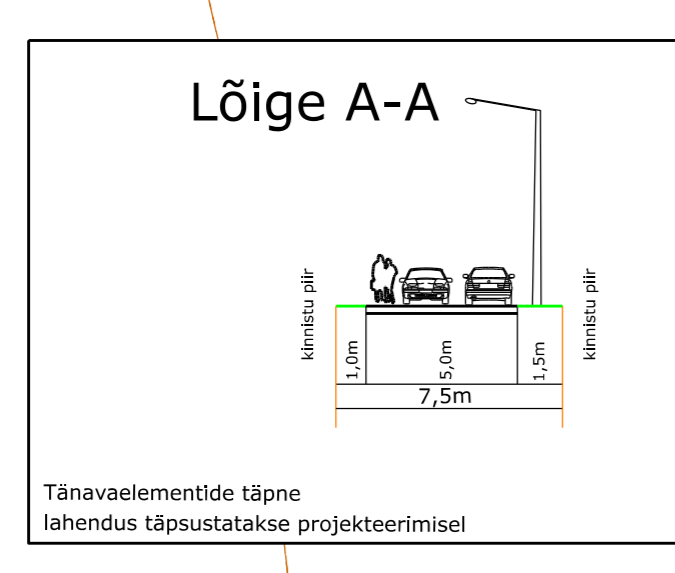 Lõige A-A
kinnistu piir
kinnistu piir
1,0m
5,0m
1,5m
7,5m
Tänavaelementide täpne
lahendus täpsustatakse projekteerimisel